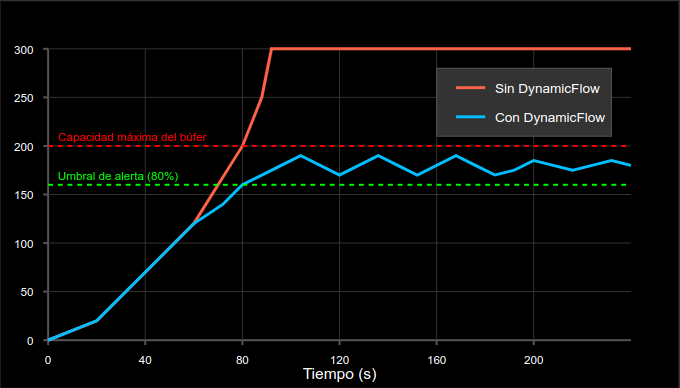 300
250
200
150
100
50
0
Capacidad máxima del búfer
Umbral de alerta (80%)
Sin DynamicFlow
Con DynamicFlow
0 40 80 120 160 200
Tiempo (s)